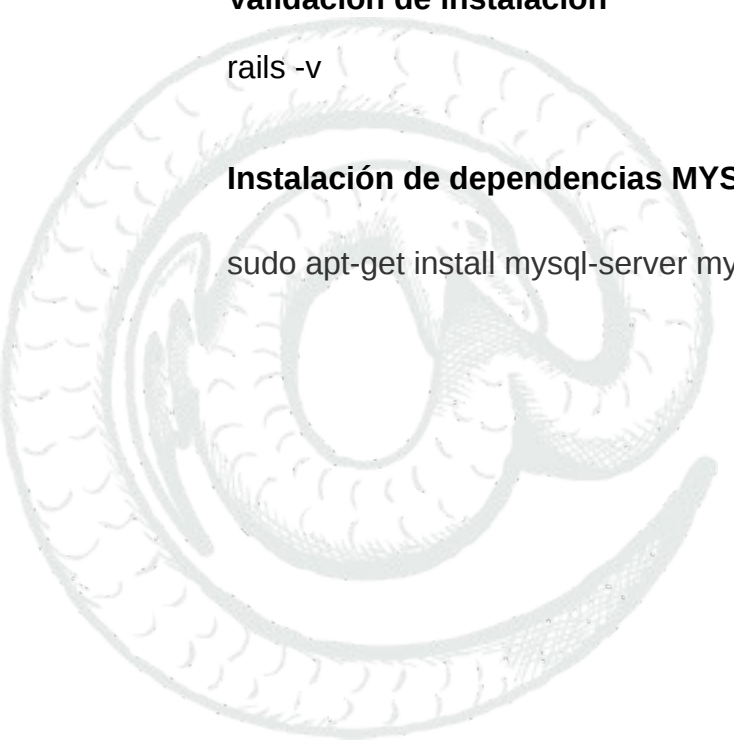 Validación de instalación
rails -v
Instalación de dependencias MYS
sudo apt-get install mysql-server my